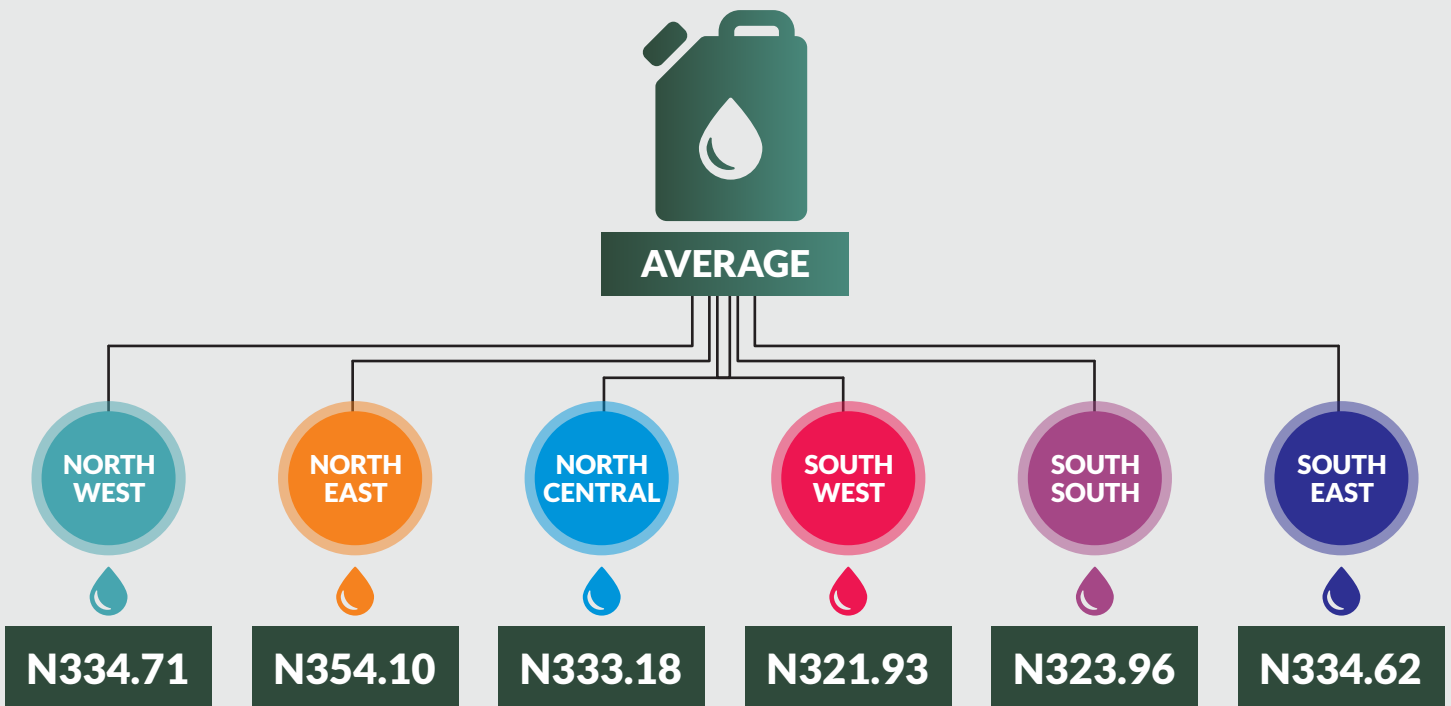 AVERAGE
NORTH
WEST
NORTH
EAST
NORTH
CENTRAL
SOUTH
WEST
SOUTH
SOUTH
SOUTH
EAST
N334.71
N354.10
N333.18
N321.93
N323.96
N334.62